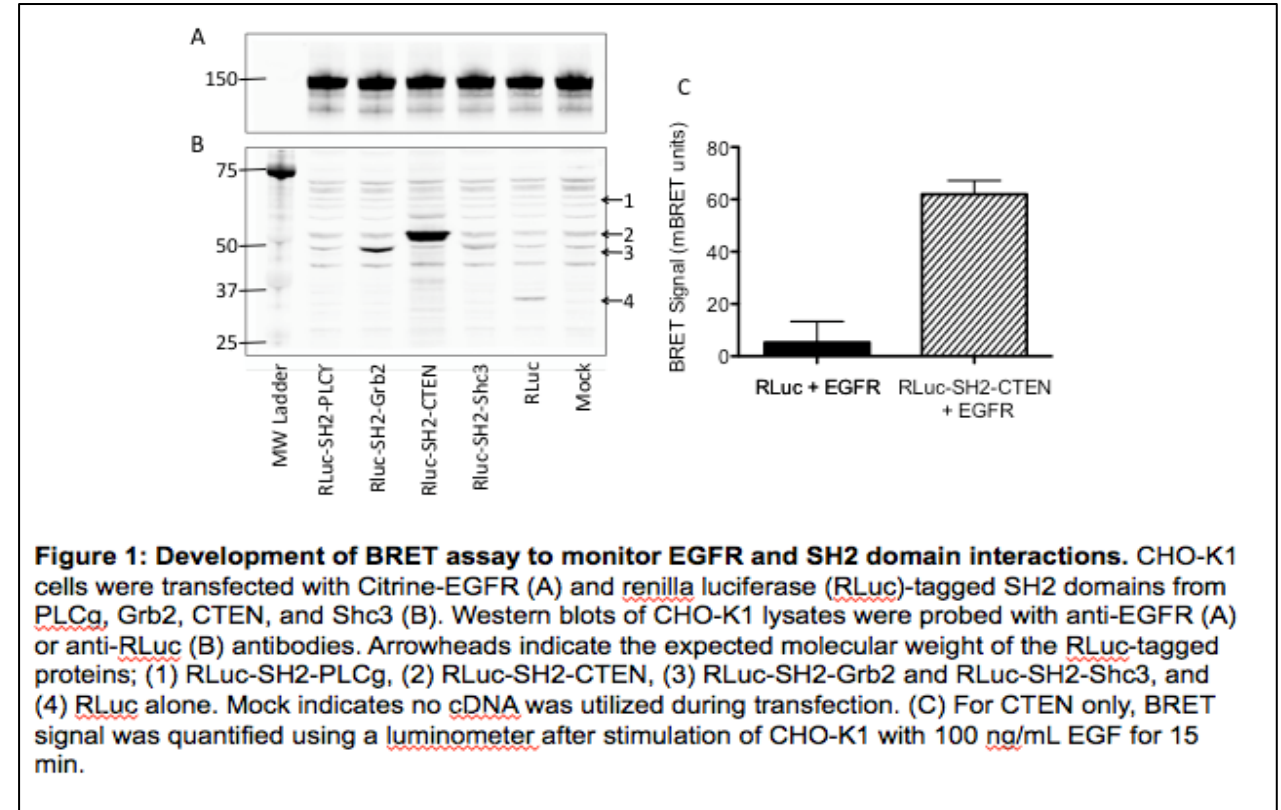 A
150
B
75
50
37
25
1
2
3
4
MW Ladder
RLuc-SH2-PLCY
Rluc-SH2-Grb2
Rluc-SH2-CTEN
Rluc-SH2-Shc3
RLuc
Mock
C
BRET Signal (mBRET units)
80
60
40
20
0
RLuc + EGFR
RLuc-SH2-CTEN
+ EGFR
Figure 1: Development of BRET assay to monitor EGFR and SH2 domain interactions. CHO-K1
cells were transfected with Citrine-EGFR (A) and renilla luciferase (RLuc)-tagged SH2 domains from
PLCg, Grb2, CTEN, and Shc3 (B). Western blots of CHO-K1 lysates were probed with anti-EGFR (A)
or anti-RLuc (B) antibodies. Arrowheads indicate the expected molecular weight of the RLuc-tagged
proteins; (1) RLuc-SH2-PLCg, (2) RLuc-SH2-CTEN, (3) RLuc-SH2-Grb2 and RLuc-SH2-Shc3, and
(4) RLuc alone. Mock indicates no cDNA was utilized during transfection. (C) For CTEN only, BRET
signal was quantified using a luminometer after stimulation of CHO-K1 with 100 ng/mL EGF for 15
min.